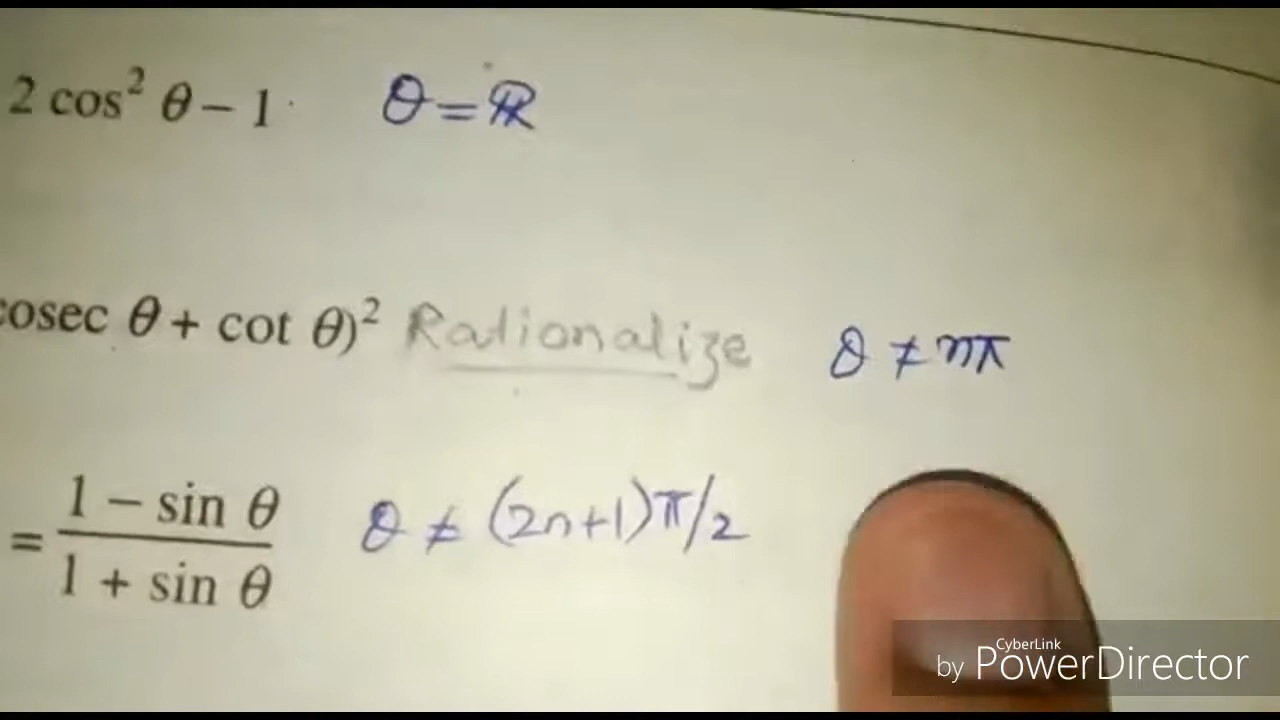 2 cos² θ – 1 θ = ℝ
cosec θ + cot θ)² Rationalize θ ≠ nπ
= (1 – sin θ)/(1 + sin θ) θ ≠ (2n+1)π/2
CyberLink
by PowerDirector